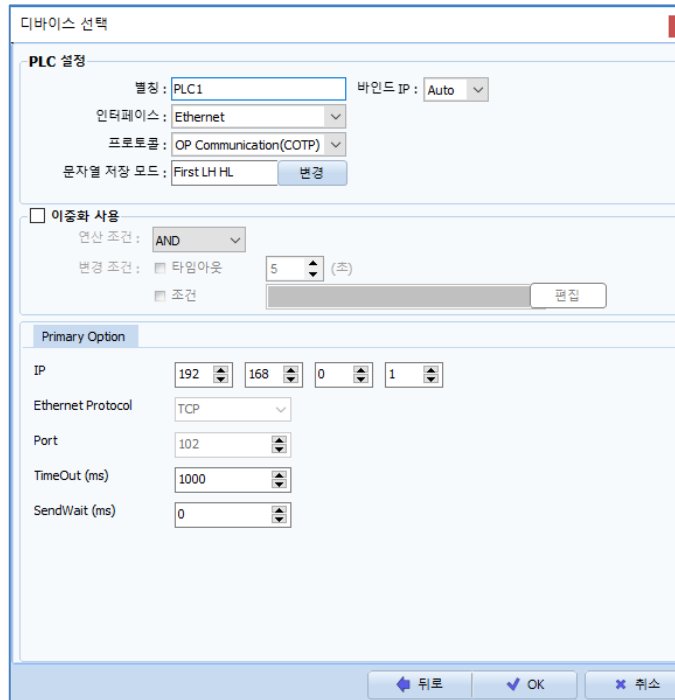 디바이스 선택
PLC 설정
별칭 : PLC1 바인드 IP : Auto
인터페이스 : Ethernet
프로토콜 : OP Communication(COTP)
문자열 저장 모드 : First LH HL 변경
이중화 사용
연산 조건 : AND
변경 조건 : 타임아웃 5 (초)
조건 편집
Primary Option
IP 192 168 0 1
Ethernet Protocol TCP
Port 102
TimeOut (ms) 1000
SendWait (ms) 0
뒤로 OK 취소